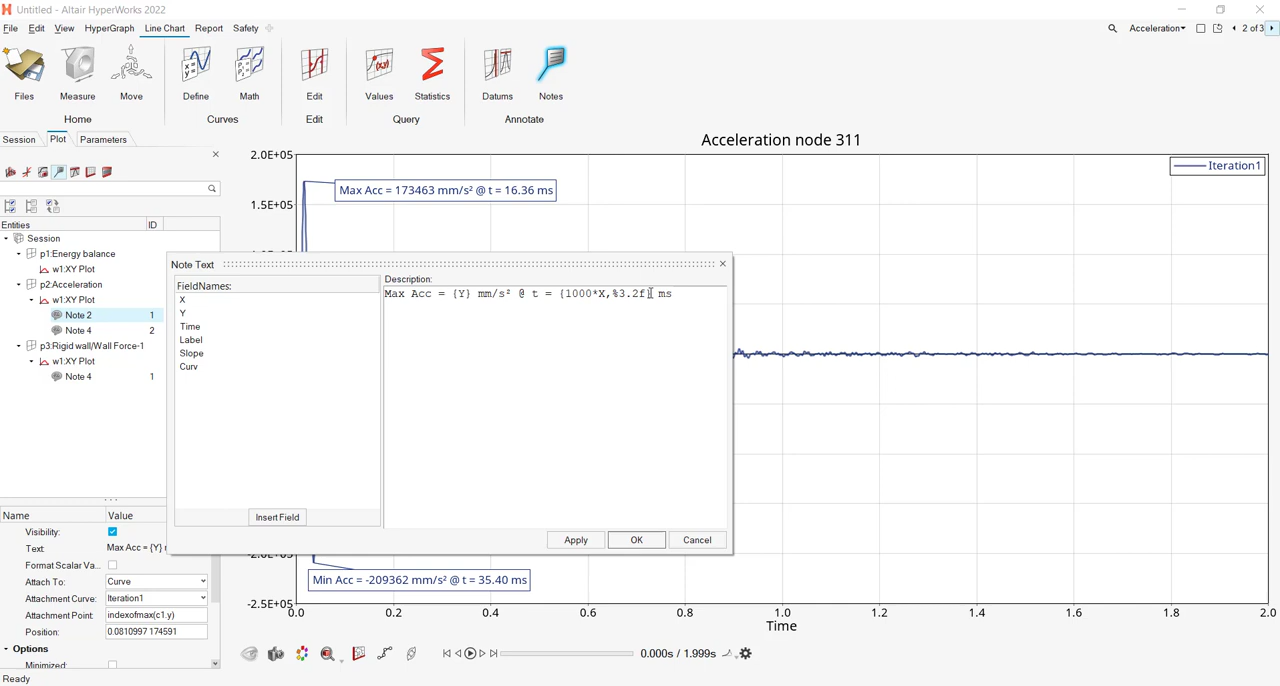 Untitled - Altair HyperWorks 2022
File Edit View HyperGraph Line Chart Report Safety
Acceleration 2 of 3
Files Measure Move Define Math Edit Values Statistics Datums Notes
Home Curves Edit Query Annotate
Session Plot Parameters
Entities ID
Session
p1:Energy balance
w1:XY Plot
p2:Acceleration
w1:XY Plot
Note 2 1
Note 4 2
p3:Rigid wall/Wall Force-1
w1:XY Plot
Note 4 1
Name Value
Visibility:
Text: Max Acc = {Y} r
Format Scalar Va...
Attach To: Curve
Attachment Curve: Iteration1
Attachment Point: indexofmax(c1.y)
Position: 0.0810997 174591
Options
Minimized:
Ready
Acceleration node 311
Iteration1
2.0E+05
1.5E+05
Max Acc = 173463 mm/s² @ t = 16.36 ms
Note Text
FieldNames:
X
Y
Time
Label
Slope
Curv
Insert Field
Description:
Max Acc = {Y} mm/s² @ t = {1000*X,%3.2f} ms
Apply OK Cancel
Min Acc = -209362 mm/s² @ t = 35.40 ms
-2.5E+05
0.0 0.2 0.4 0.6 0.8 1.0 1.2 1.4 1.6 1.8 2.0
Time
0.000s / 1.999s